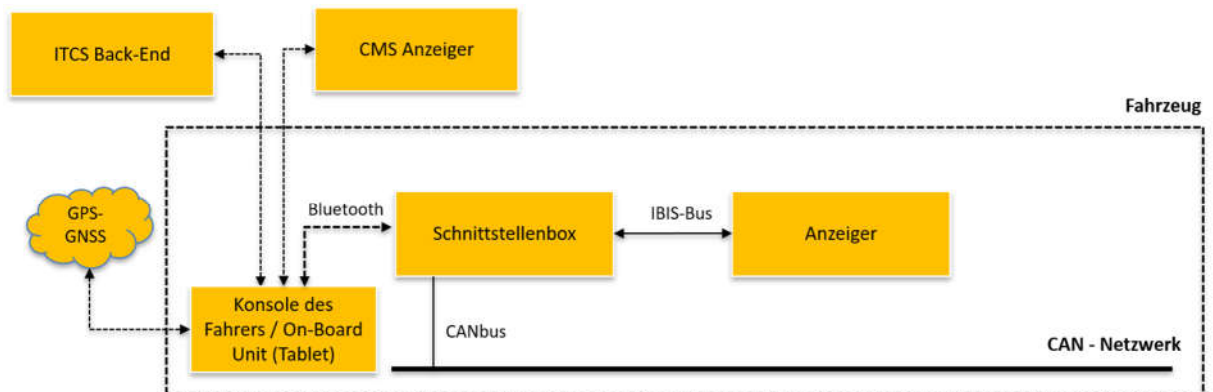 ITCS Back-End
CMS Anzeiger
Fahrzeug
GPS-
GNSS
Bluetooth
Schnittstellenbox
IBIS-Bus
Anzeiger
Konsole des
Fahrers / On-Board
Unit (Tablet)
CANbus
CAN - Netzwerk